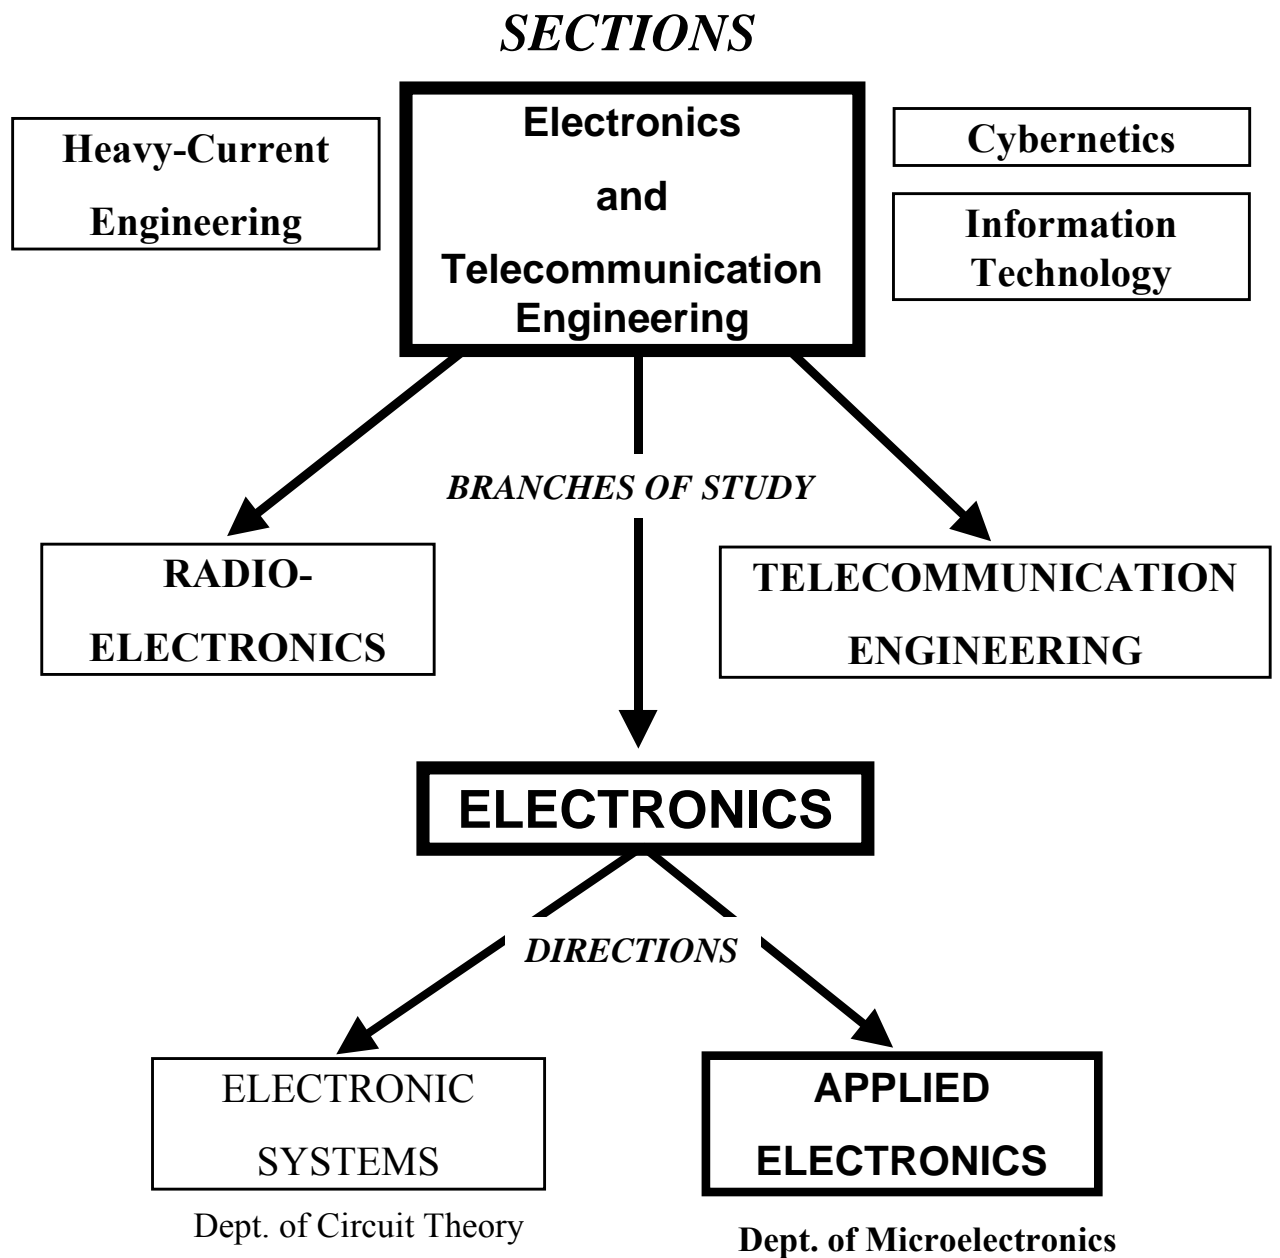 SECTIONS
Heavy-Current
Engineering
Electronics
and
Telecommunication
Engineering
Cybernetics
Information
Technology
BRANCHES OF STUDY
RADIO-
ELECTRONICS
TELECOMMUNICATION
ENGINEERING
ELECTRONICS
DIRECTIONS
ELECTRONIC
SYSTEMS
Dept. of Circuit Theory
APPLIED
ELECTRONICS
Dept. of Microelectronics